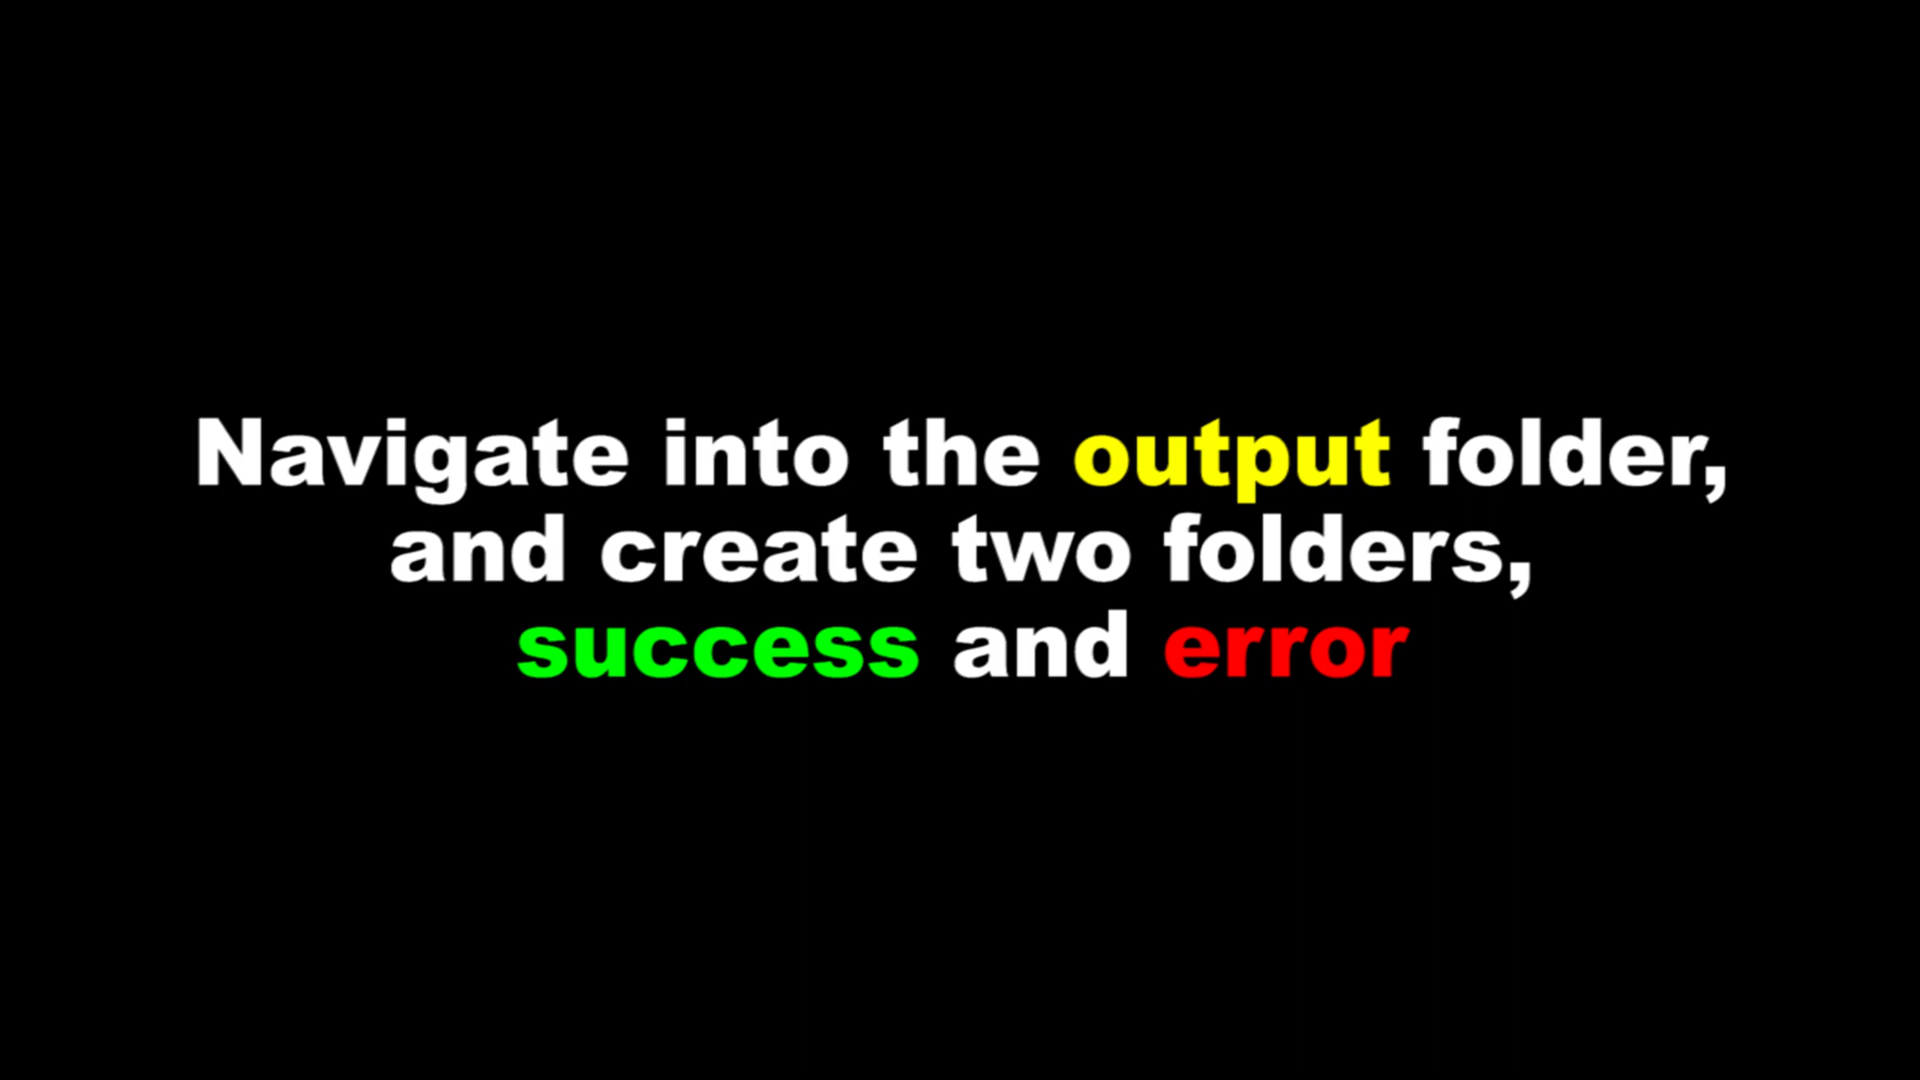 Navigate into the output folder,
and create two folders,
success and error